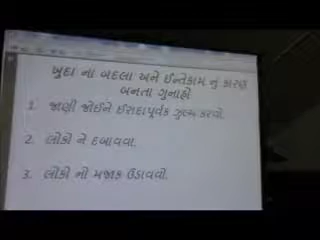 ખુદા ના બદલા અને ઈન્તેકામ નુ કારણ
બનતા ગુનાહો
1. જાણી જોઈને ઈરાદાપૂર્વક ઝુલ્મ કરવો.
2. લોકો ને દબાવવા.
3. લોકો નો મજાક ઉડાવવો.